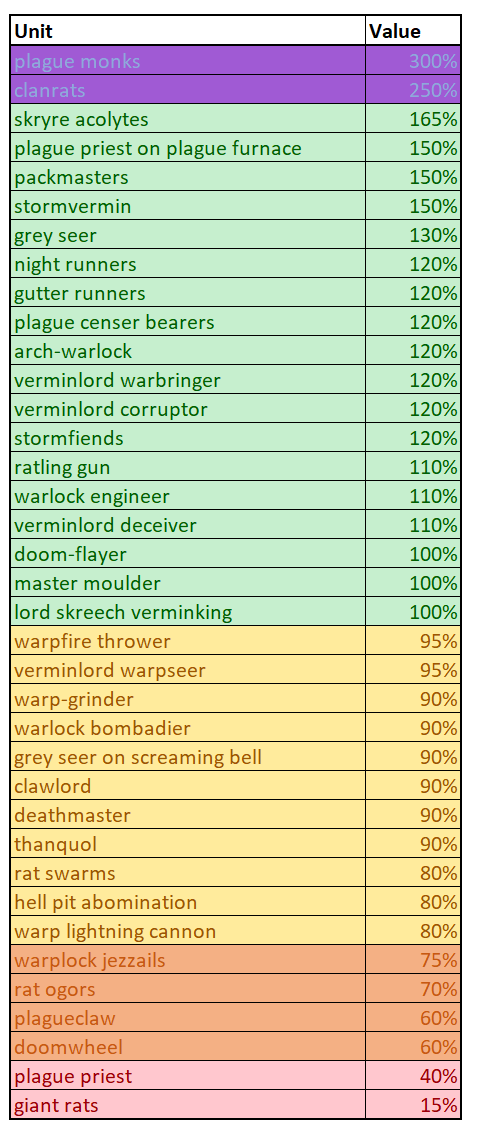 Unit Value
plague monks 300%
clanrats 250%
skryre acolytes 165%
plague priest on plague furnace 150%
packmasters 150%
stormvermin 150%
grey seer 130%
night runners 120%
gutter runners 120%
plague censer bearers 120%
arch-warlock 120%
verminlord warbringer 120%
verminlord corruptor 120%
stormfiends 120%
ratling gun 110%
warlock engineer 110%
verminlord deceiver 110%
doom-flayer 100%
master moulder 100%
lord skreech verminking 100%
warpfire thrower 95%
verminlord warpseer 95%
warp-grinder 90%
warlock bombadier 90%
grey seer on screaming bell 90%
clawlord 90%
deathmaster 90%
thanquol 90%
rat swarms 80%
hell pit abomination 80%
warp lightning cannon 80%
warplock jezzails 75%
rat ogors 70%
plagueclaw 60%
doomwheel 60%
plague priest 40%
giant rats 15%